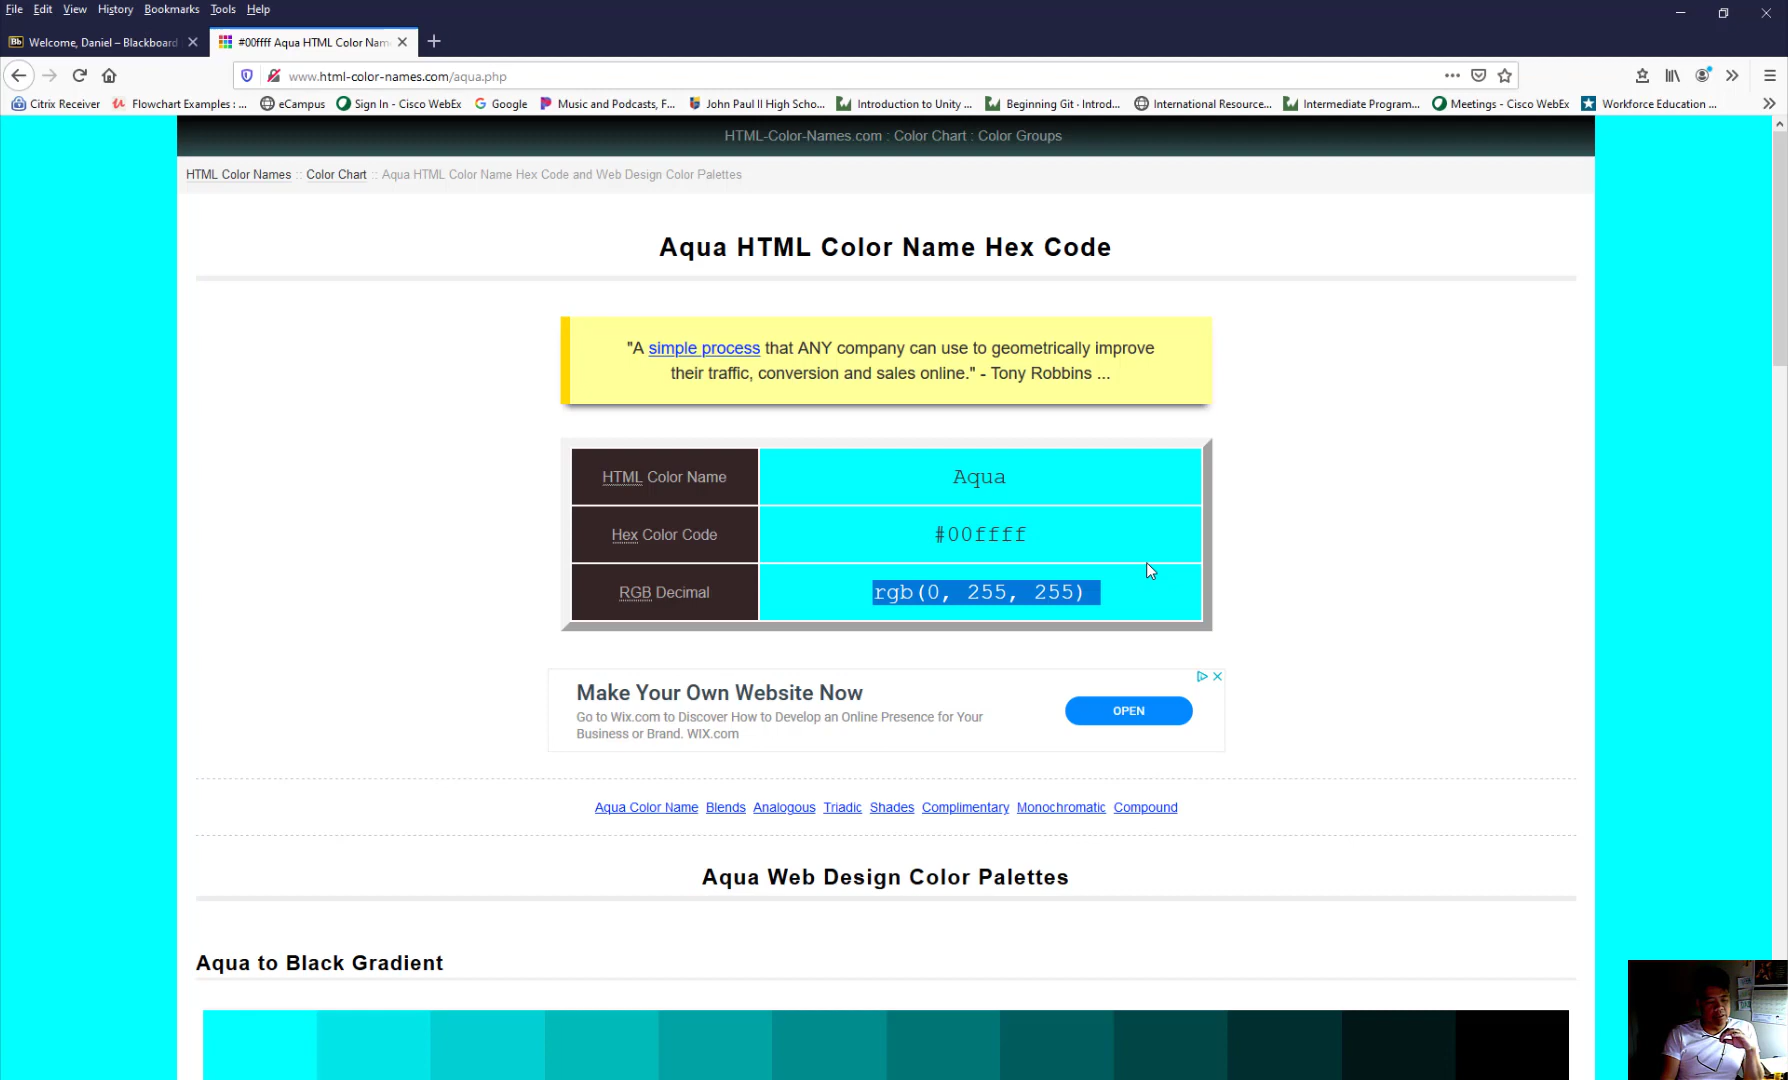 File Edit View History Bookmarks Tools Help
Bb Welcome, Daniel – Blackboard
#00ffff Aqua HTML Color Nam
www.html-color-names.com/aqua.php
Citrix Receiver Flowchart Examples : ... eCampus Sign In - Cisco WebEx Google Music and Podcasts, F... John Paul II High Scho... Introduction to Unity ... Beginning Git - Introd... International Resource... Intermediate Program... Meetings - Cisco WebEx Workforce Education ...
HTML-Color-Names.com : Color Chart : Color Groups
HTML Color Names :: Color Chart :: Aqua HTML Color Name Hex Code and Web Design Color Palettes
Aqua HTML Color Name Hex Code
"A simple process that ANY company can use to geometrically improve
their traffic, conversion and sales online." - Tony Robbins ...
HTML Color Name Aqua
Hex Color Code #00ffff
RGB Decimal rgb(0, 255, 255)
Make Your Own Website Now
Go to Wix.com to Discover How to Develop an Online Presence for Your
Business or Brand. WIX.com
OPEN
Aqua Color Name Blends Analogous Triadic Shades Complimentary Monochromatic Compound
Aqua Web Design Color Palettes
Aqua to Black Gradient